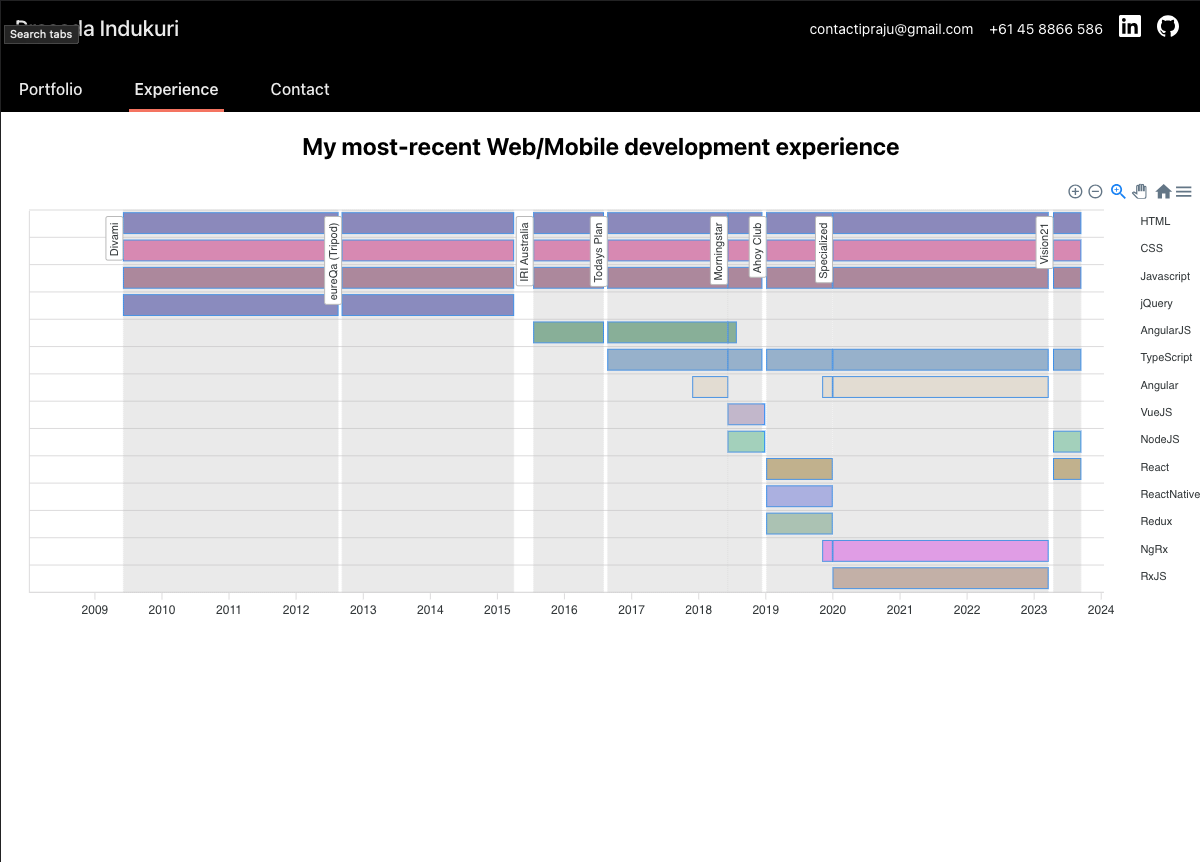 Indukuri
Search tabs
contactipraju@gmail.com +61 45 8866 586
Portfolio Experience Contact
My most-recent Web/Mobile development experience
Divami
eureQa (Tripod)
IRI Australia
Todays Plan
Morningstar
Ahoy Club
Specialized
Vision21
HTML
CSS
Javascript
jQuery
AngularJS
TypeScript
Angular
VueJS
NodeJS
React
ReactNative
Redux
NgRx
RxJS
2009 2010 2011 2012 2013 2014 2015 2016 2017 2018 2019 2020 2021 2022 2023 2024